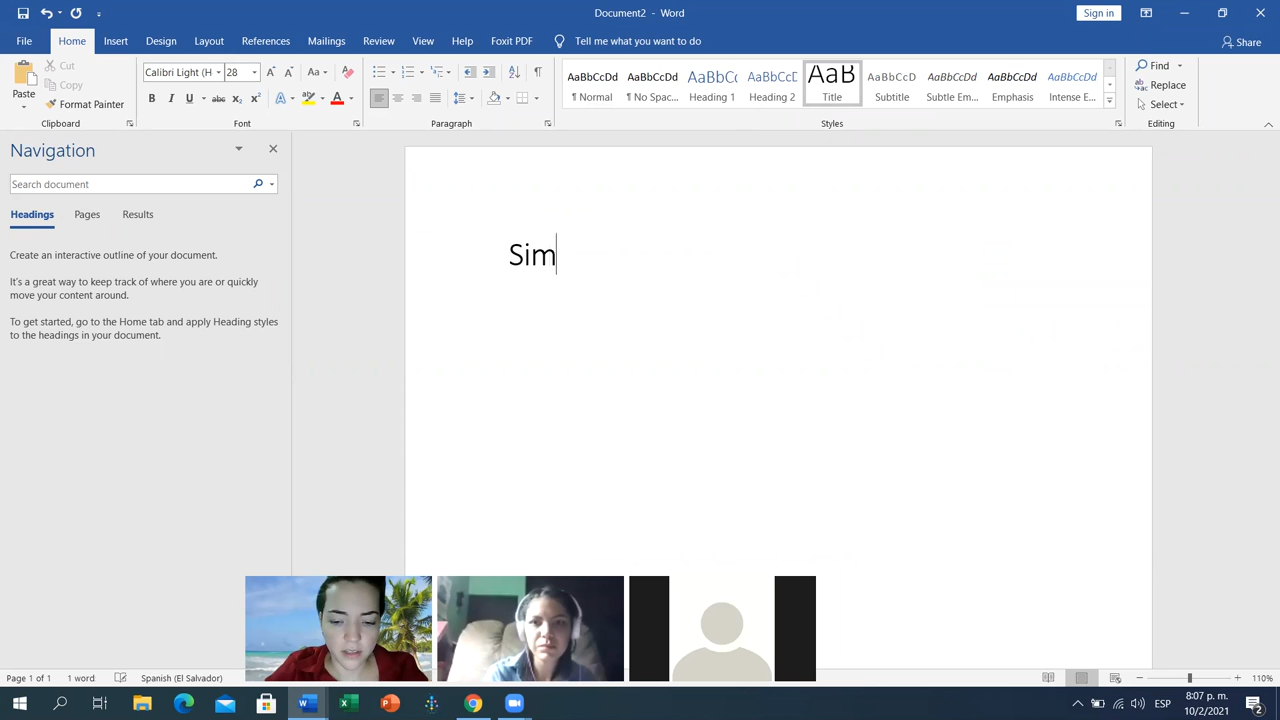 Document2 - Word
Sign in
File Home Insert Design Layout References Mailings Review View Help Foxit PDF Tell me what you want to do Share
Paste
Cut
Copy
Format Painter
Clipboard
Calibri Light (H 28
Aa
B I U abc x₂ x² A A
Font
Paragraph
AaBbCcDd AaBbCcDd AaBbCc AaBbCcD AaB AaBbCcD AaBbCcDd AaBbCcDd AaBbCcDd
¶ Normal ¶ No Spac... Heading 1 Heading 2 Title Subtitle Subtle Em... Emphasis Intense E...
Styles
Find
Replace
Select
Editing
Navigation
Search document
Headings Pages Results
Create an interactive outline of your document.
It's a great way to keep track of where you are or quickly
move your content around.
To get started, go to the Home tab and apply Heading styles
to the headings in your document.
Sim
Page 1 of 1 1 word Spanish (El Salvador) 110%
ESP
8:07 p. m.
10/2/2021
2